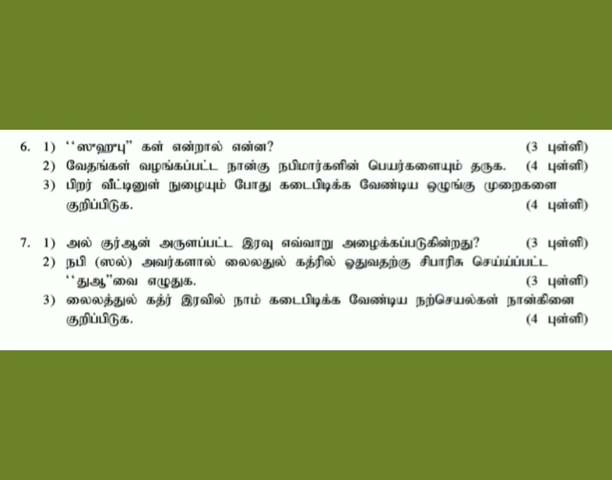 6. 1) ‘‘ஸுஹுபு” கள் என்றால் என்ன? (3 புள்ளி)
2) வேதங்கள் வழங்கப்பட்ட நான்கு நபிமார்களின் பெயர்களையும் தருக. (4 புள்ளி)
3) பிறர் வீட்டினுள் நுழையும் போது கடைபிடிக்க வேண்டிய ஒழுங்கு முறைகளை
குறிப்பிடுக. (4 புள்ளி)
7. 1) அல் குர்ஆன் அருளப்பட்ட இரவு எவ்வாறு அழைக்கப்படுகின்றது? (3 புள்ளி)
2) நபி (ஸல்) அவர்களால் லைலதுல் கத்ரில் ஓதுவதற்கு சிபாரிசு செய்ய்ப்பட்ட
‘‘துஆ”வை எழுதுக. (3 புள்ளி)
3) லைலத்துல் கத்ர் இரவில் நாம் கடைபிடிக்க வேண்டிய நற்செயல்கள் நான்கினை
குறிப்பிடுக. (4 புள்ளி)